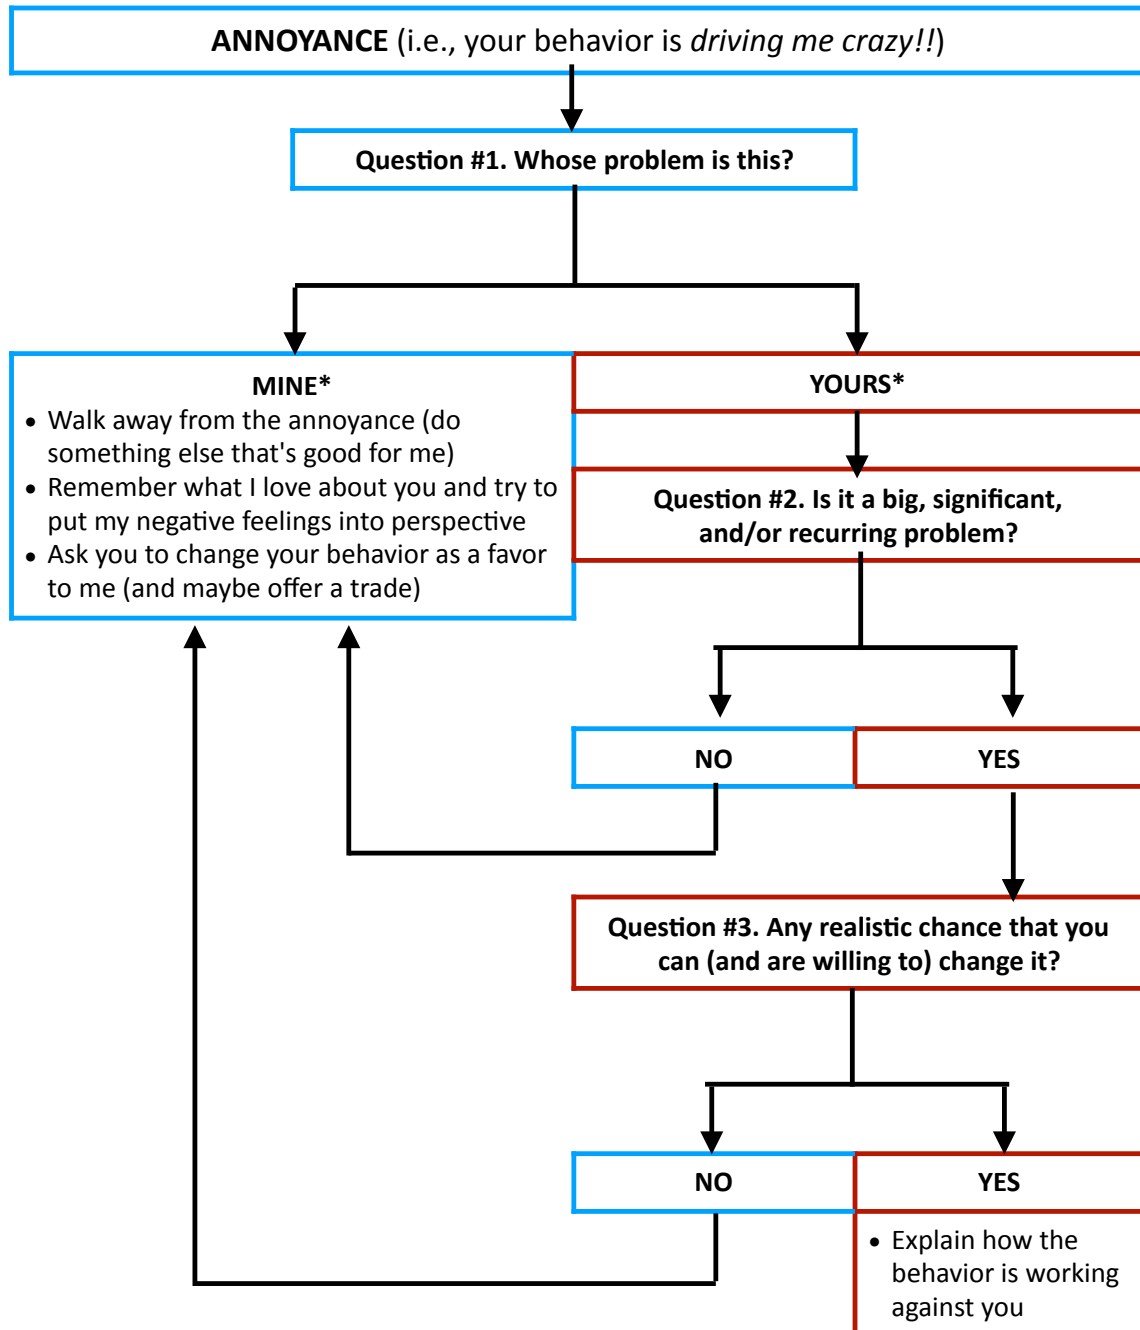 ANNOYANCE (i.e., your behavior is driving me crazy!!)
Question #1. Whose problem is this?
MINE*
• Walk away from the annoyance (do
something else that's good for me)
• Remember what I love about you and try to
put my negative feelings into perspective
• Ask you to change your behavior as a favor
to me (and maybe offer a trade)
YOURS*
Question #2. Is it a big, significant,
and/or recurring problem?
NO
YES
Question #3. Any realistic chance that you
can (and are willing to) change it?
NO
YES
• Explain how the
behavior is working
against you